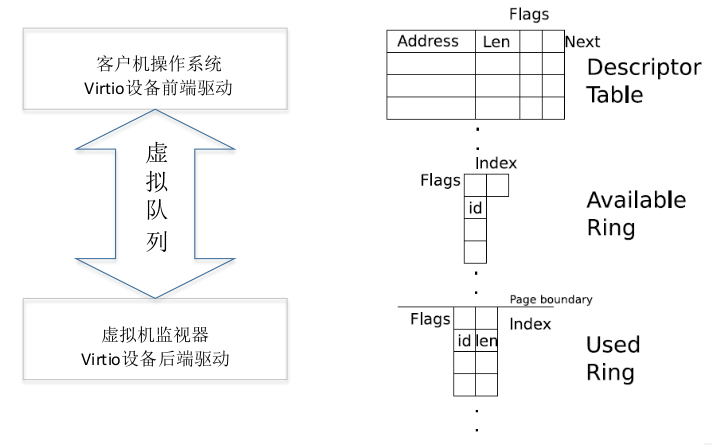 客户机操作系统
Virtio设备前端驱动
虚
拟
队
列
虚拟机监视器
Virtio设备后端驱动
Flags
Address Len
Next
Descriptor
Table
Index
Flags
id
Available
Ring
Page boundary
Flags
Index
id len
Used
Ring